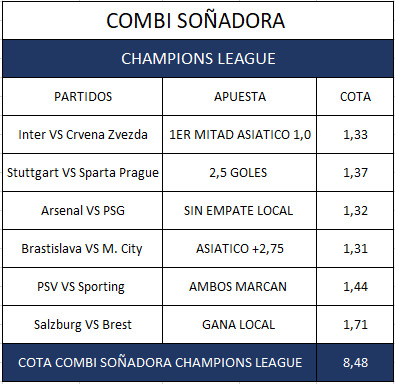 COMBI SOÑADORA
CHAMPIONS LEAGUE
PARTIDOS APUESTA COTA
Inter VS Crvena Zvezda 1ER MITAD ASIATICO 1,0 1,33
Stuttgart VS Sparta Prague 2,5 GOLES 1,37
Arsenal VS PSG SIN EMPATE LOCAL 1,32
Brastislava VS M. City ASIATICO +2,75 1,31
PSV VS Sporting AMBOS MARCAN 1,44
Salzburg VS Brest GANA LOCAL 1,71
COTA COMBI SOÑADORA CHAMPIONS LEAGUE 8,48